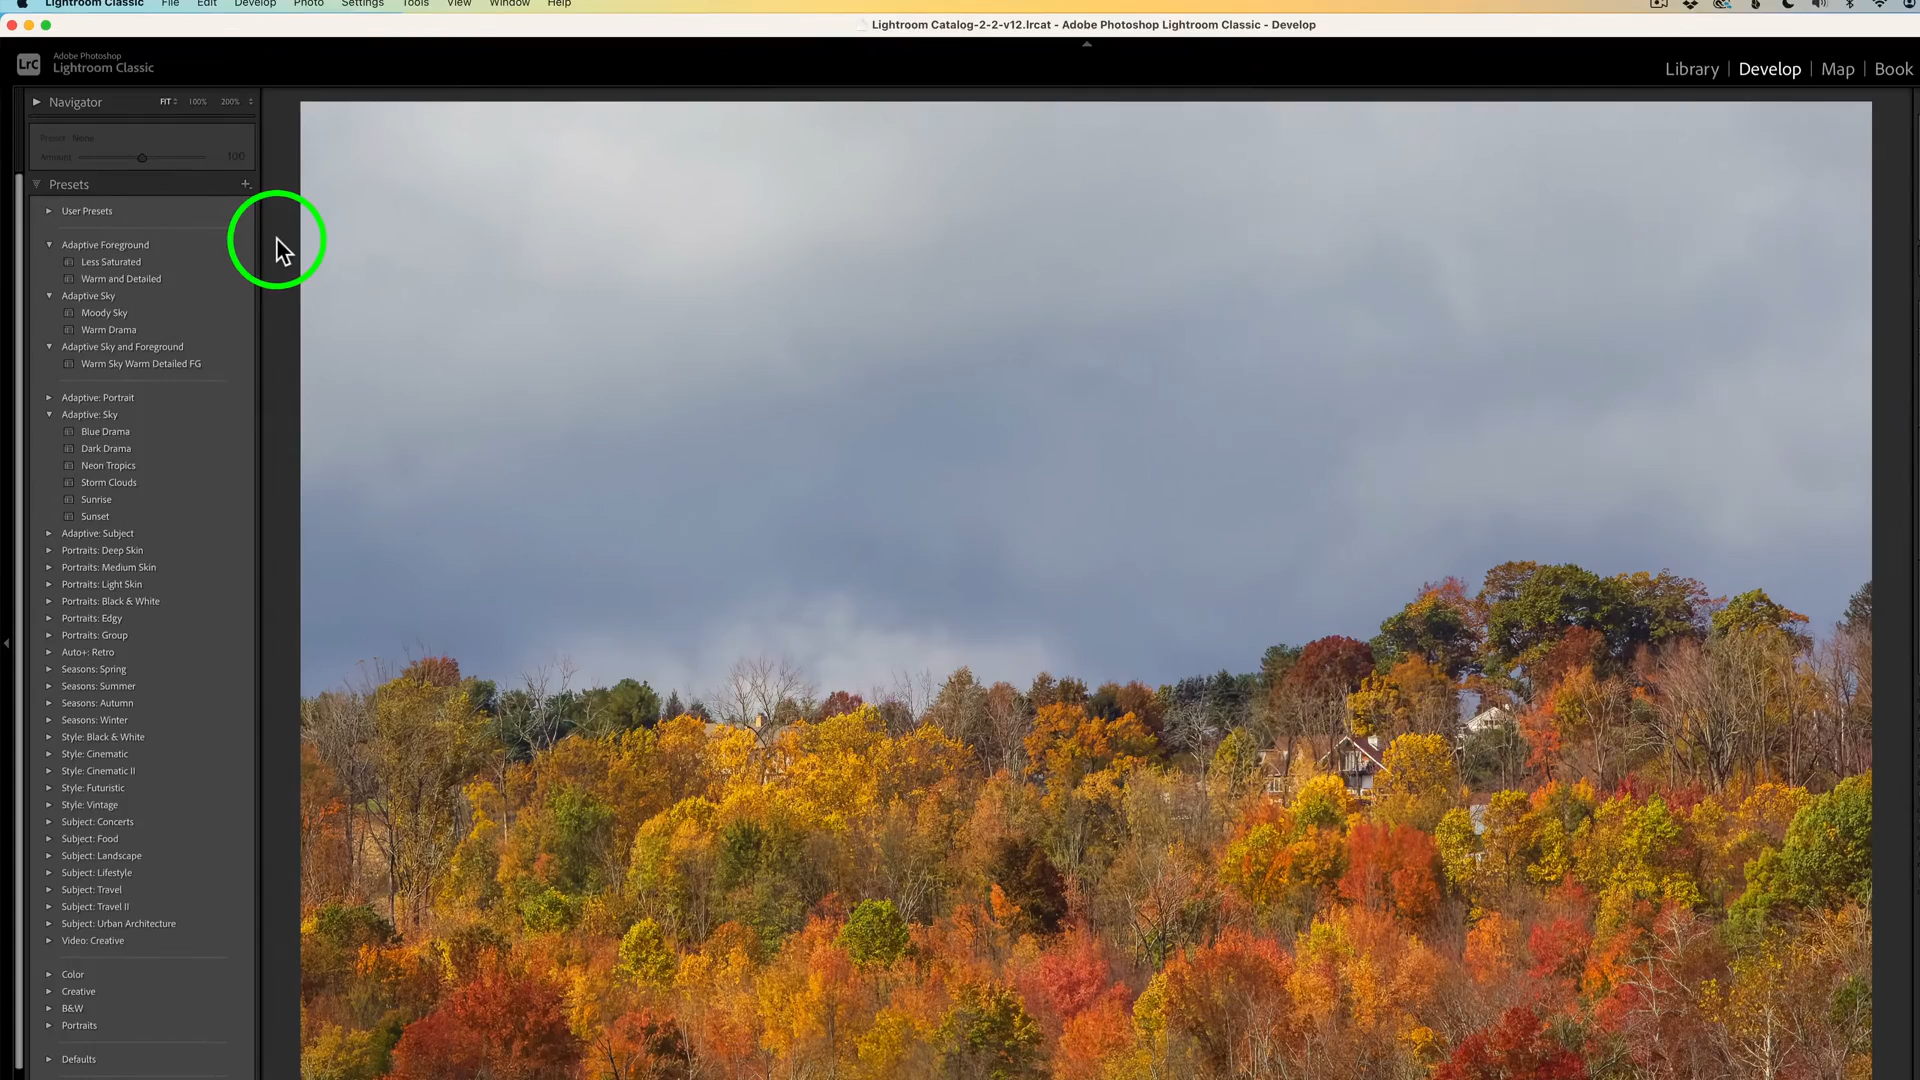 Lightroom Classic File Edit Develop Photo Settings Tools View Window Help
Lightroom Catalog-2-2-v12.lrcat - Adobe Photoshop Lightroom Classic - Develop
LrC
Adobe Photoshop
Lightroom Classic
Library | Develop | Map | Book
Navigator FIT 100% 200%
Preset None
Amount 100
Presets +
User Presets
Adaptive Foreground
Less Saturated
Warm and Detailed
Adaptive Sky
Moody Sky
Warm Drama
Adaptive Sky and Foreground
Warm Sky Warm Detailed FG
Adaptive: Portrait
Adaptive: Sky
Blue Drama
Dark Drama
Neon Tropics
Storm Clouds
Sunrise
Sunset
Adaptive: Subject
Portraits: Deep Skin
Portraits: Medium Skin
Portraits: Light Skin
Portraits: Black & White
Portraits: Edgy
Portraits: Group
Auto+: Retro
Seasons: Spring
Seasons: Summer
Seasons: Autumn
Seasons: Winter
Style: Black & White
Style: Cinematic
Style: Cinematic II
Style: Futuristic
Style: Vintage
Subject: Concerts
Subject: Food
Subject: Landscape
Subject: Lifestyle
Subject: Travel
Subject: Travel II
Subject: Urban Architecture
Video: Creative
Color
Creative
B&W
Portraits
Defaults